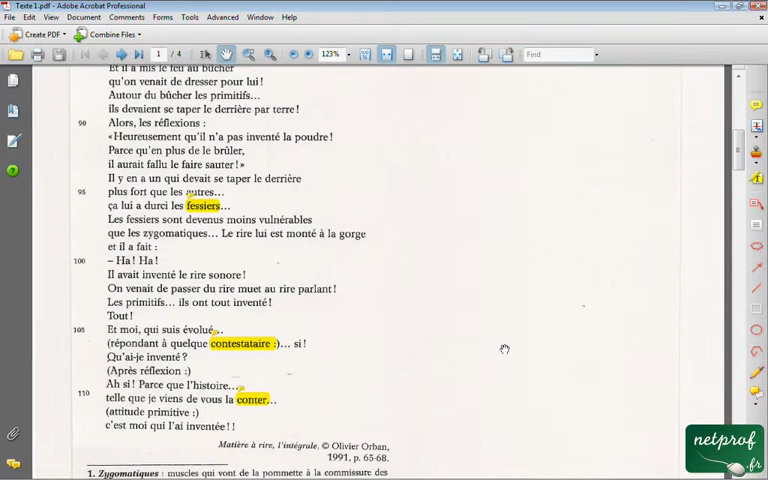 Texte 1.pdf - Adobe Acrobat Professional
File Edit View Document Comments Forms Tools Advanced Window Help
Create PDF Combine Files
1 / 4 123% Find
Et il a mis le feu au bûcher
qu'on venait de dresser pour lui !
Autour du bûcher les primitifs...
ils devaient se taper le derrière par terre !
90 Alors, les réflexions :
«Heureusement qu'il n'a pas inventé la poudre !
Parce qu'en plus de le brûler,
il aurait fallu le faire sauter !»
Il y en a un qui devait se taper le derrière
95 plus fort que les autres...
ça lui a durci les fessiers...
Les fessiers sont devenus moins vulnérables
que les zygomatiques... Le rire lui est monté à la gorge
et il a fait :
100 – Ha ! Ha !
Il avait inventé le rire sonore !
On venait de passer du rire muet au rire parlant !
Les primitifs... ils ont tout inventé !
Tout !
105 Et moi, qui suis évolué...
(répondant à quelque contestataire :)... si !
Qu'ai-je inventé ?
(Après réflexion :)
Ah si ! Parce que l'histoire...
110 telle que je viens de vous la conter...
(attitude primitive :)
c'est moi qui l'ai inventée ! !
Matière à rire, l'intégrale, © Olivier Orban,
1991, p. 65-68.
1. Zygomatiques : muscles qui vont de la pommette à la commissure des
netprof
.fr